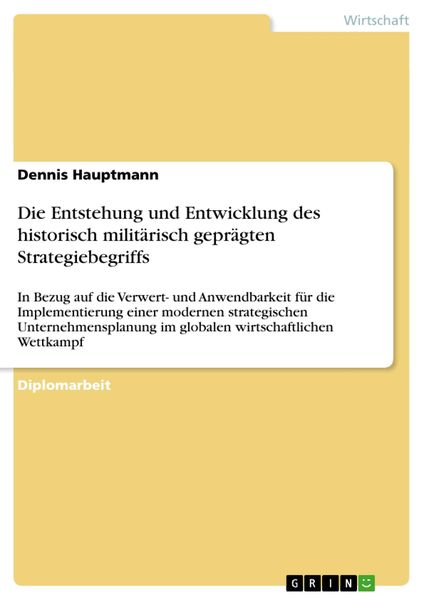 Wirtschaft
Dennis Hauptmann
Die Entstehung und Entwicklung des
historisch militärisch geprägten
Strategiebegriffs
In Bezug auf die Verwert- und Anwendbarkeit für die
Implementierung einer modernen strategischen
Unternehmensplanung im globalen wirtschaftlichen
Wettkampf
Diplomarbeit
GRIN